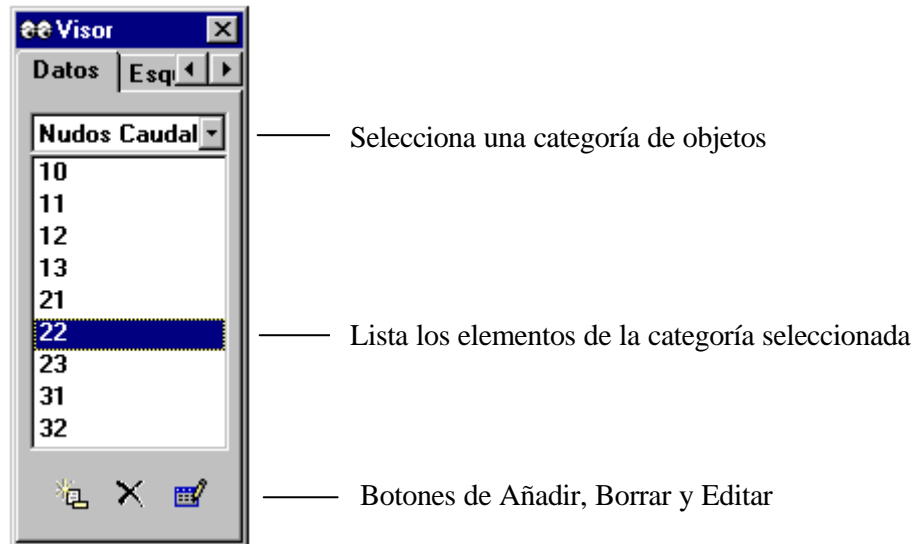 Visor
Datos Esq
Nudos Caudal
Selecciona una categoría de objetos
10
11
12
13
21
22
Lista los elementos de la categoría seleccionada
23
31
32
Botones de Añadir, Borrar y Editar